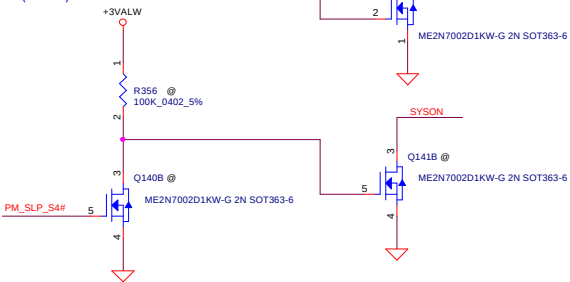 +3VALW
2
1
ME2N7002D1KW-G 2N SOT363-6
1
R356 @
100K_0402_5%
2
SYSON
3
Q141B @
3
Q140B @
ME2N7002D1KW-G 2N SOT363-6
5
ME2N7002D1KW-G 2N SOT363-6
PM_SLP_S4#
5
4
4